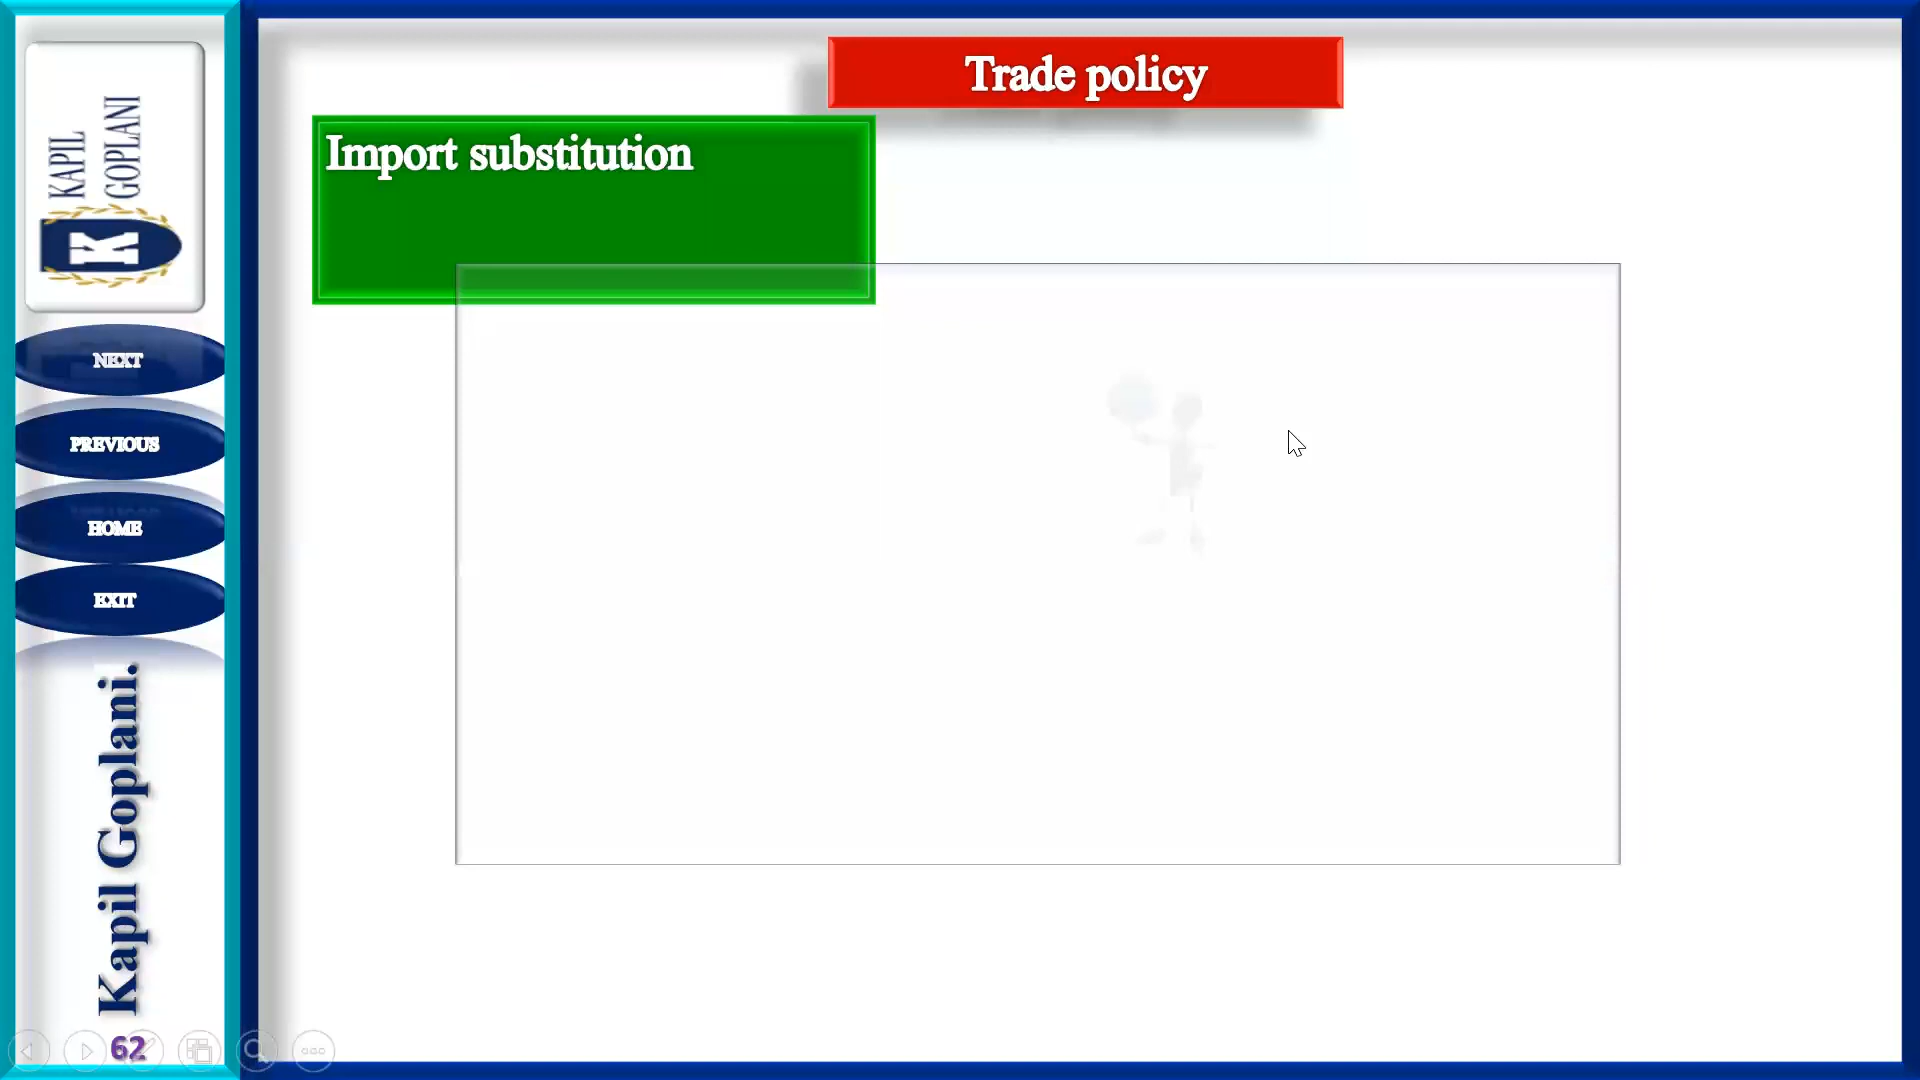 Trade policy
Import substitution
KAPIL
GOPLANI
K
NEXT
PREVIOUS
HOME
EXIT
Kapil Goplani.
62